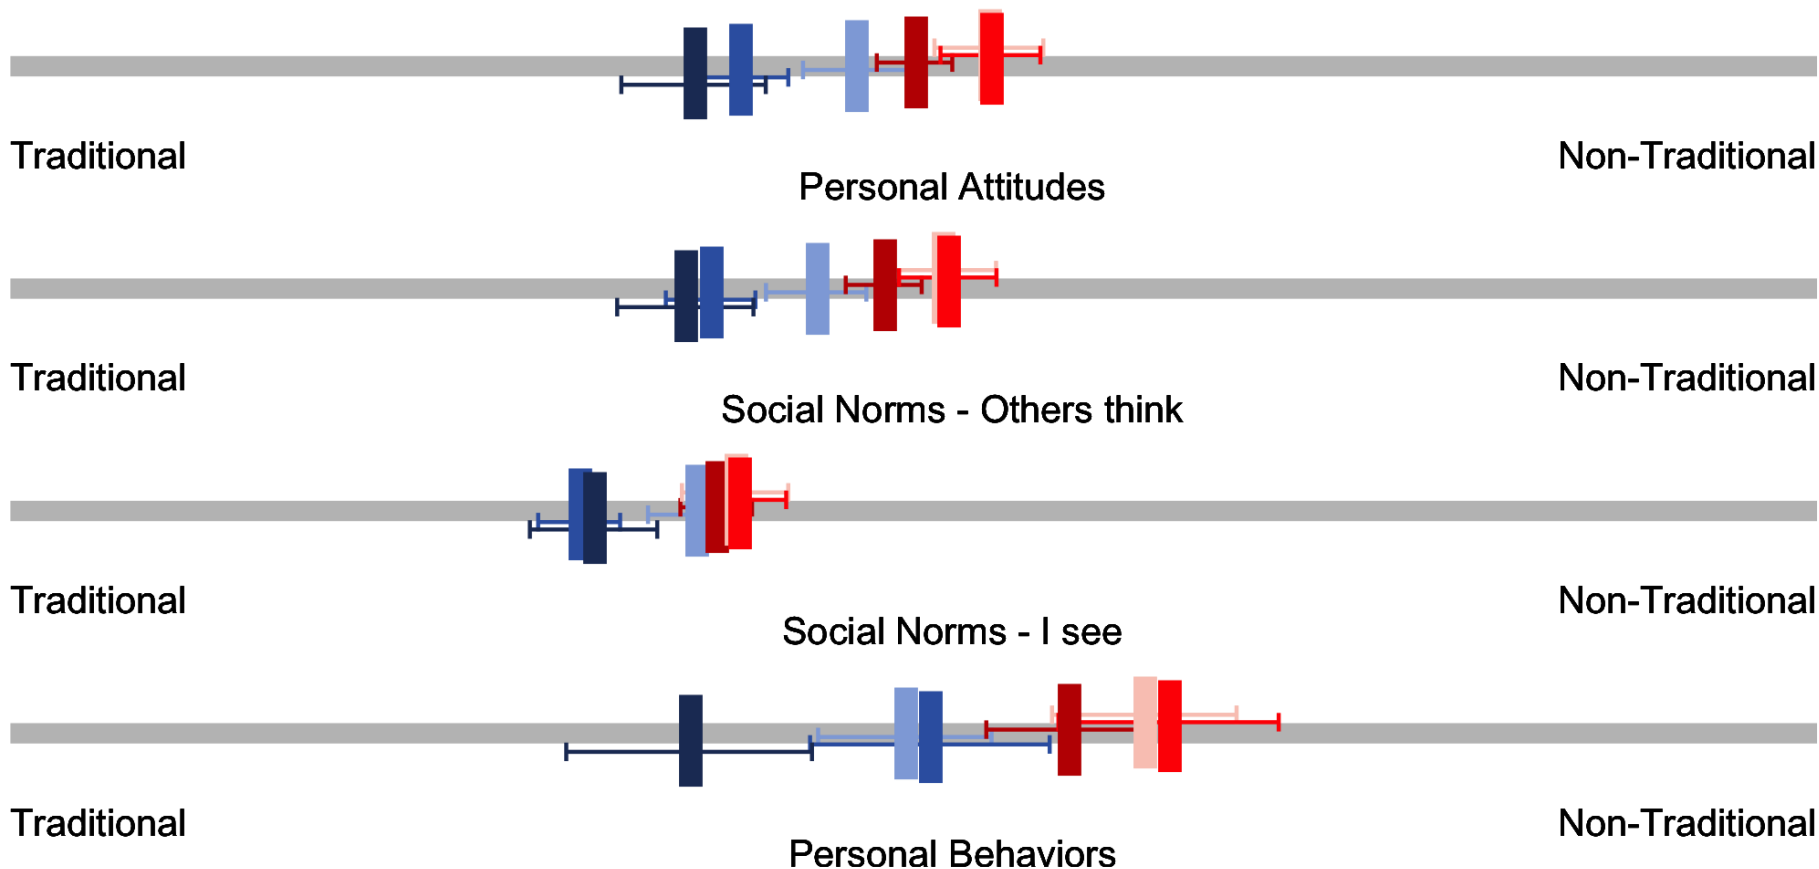 Traditional
Non-Traditional
Personal Attitudes
Traditional
Non-Traditional
Social Norms - Others think
Traditional
Non-Traditional
Social Norms - I see
Traditional
Non-Traditional
Personal Behaviors